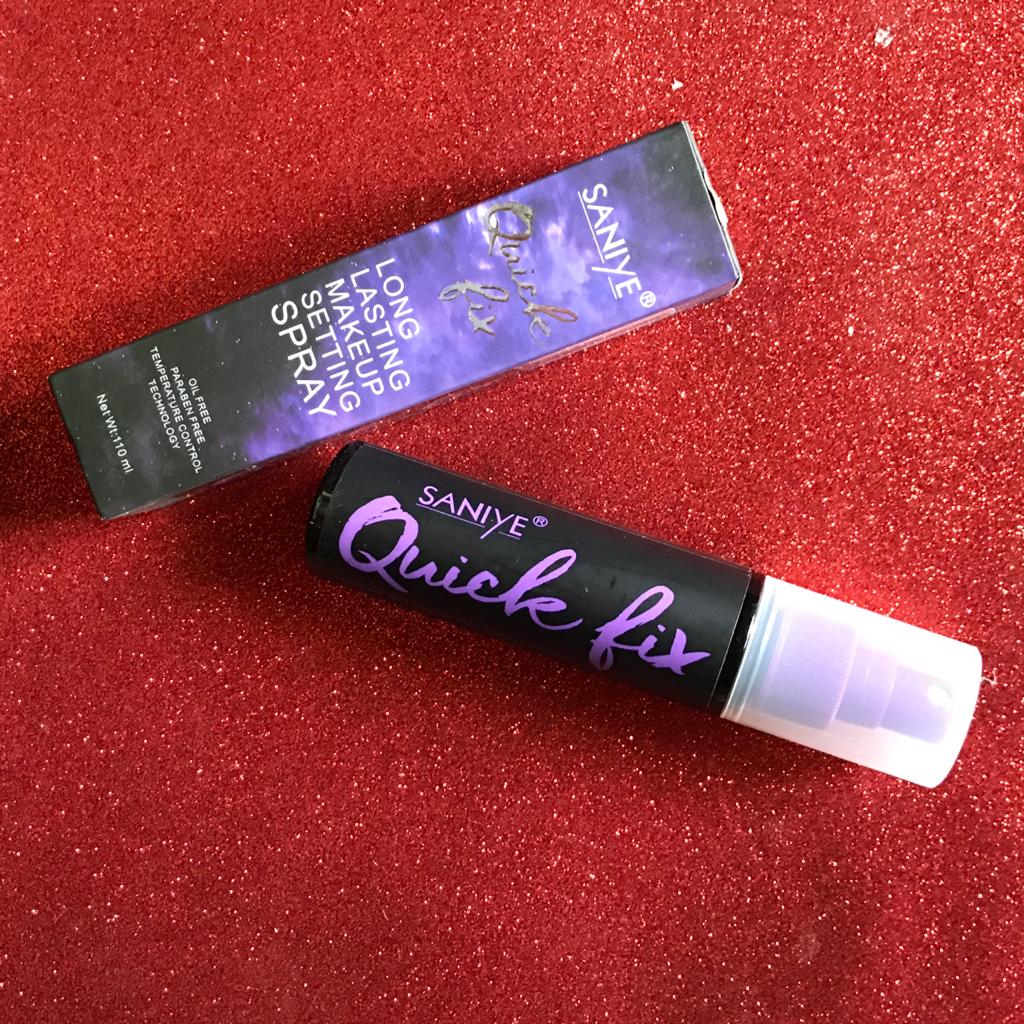 SANIYE®
Quick
fix
LONG
LASTING
MAKEUP
SETTING
SPRAY
OIL FREE
PARABEN FREE
TEMPERATURE CONTROL
TECHNOLOGY
Net Wt:110 ml
SANIYE®
Quick fix